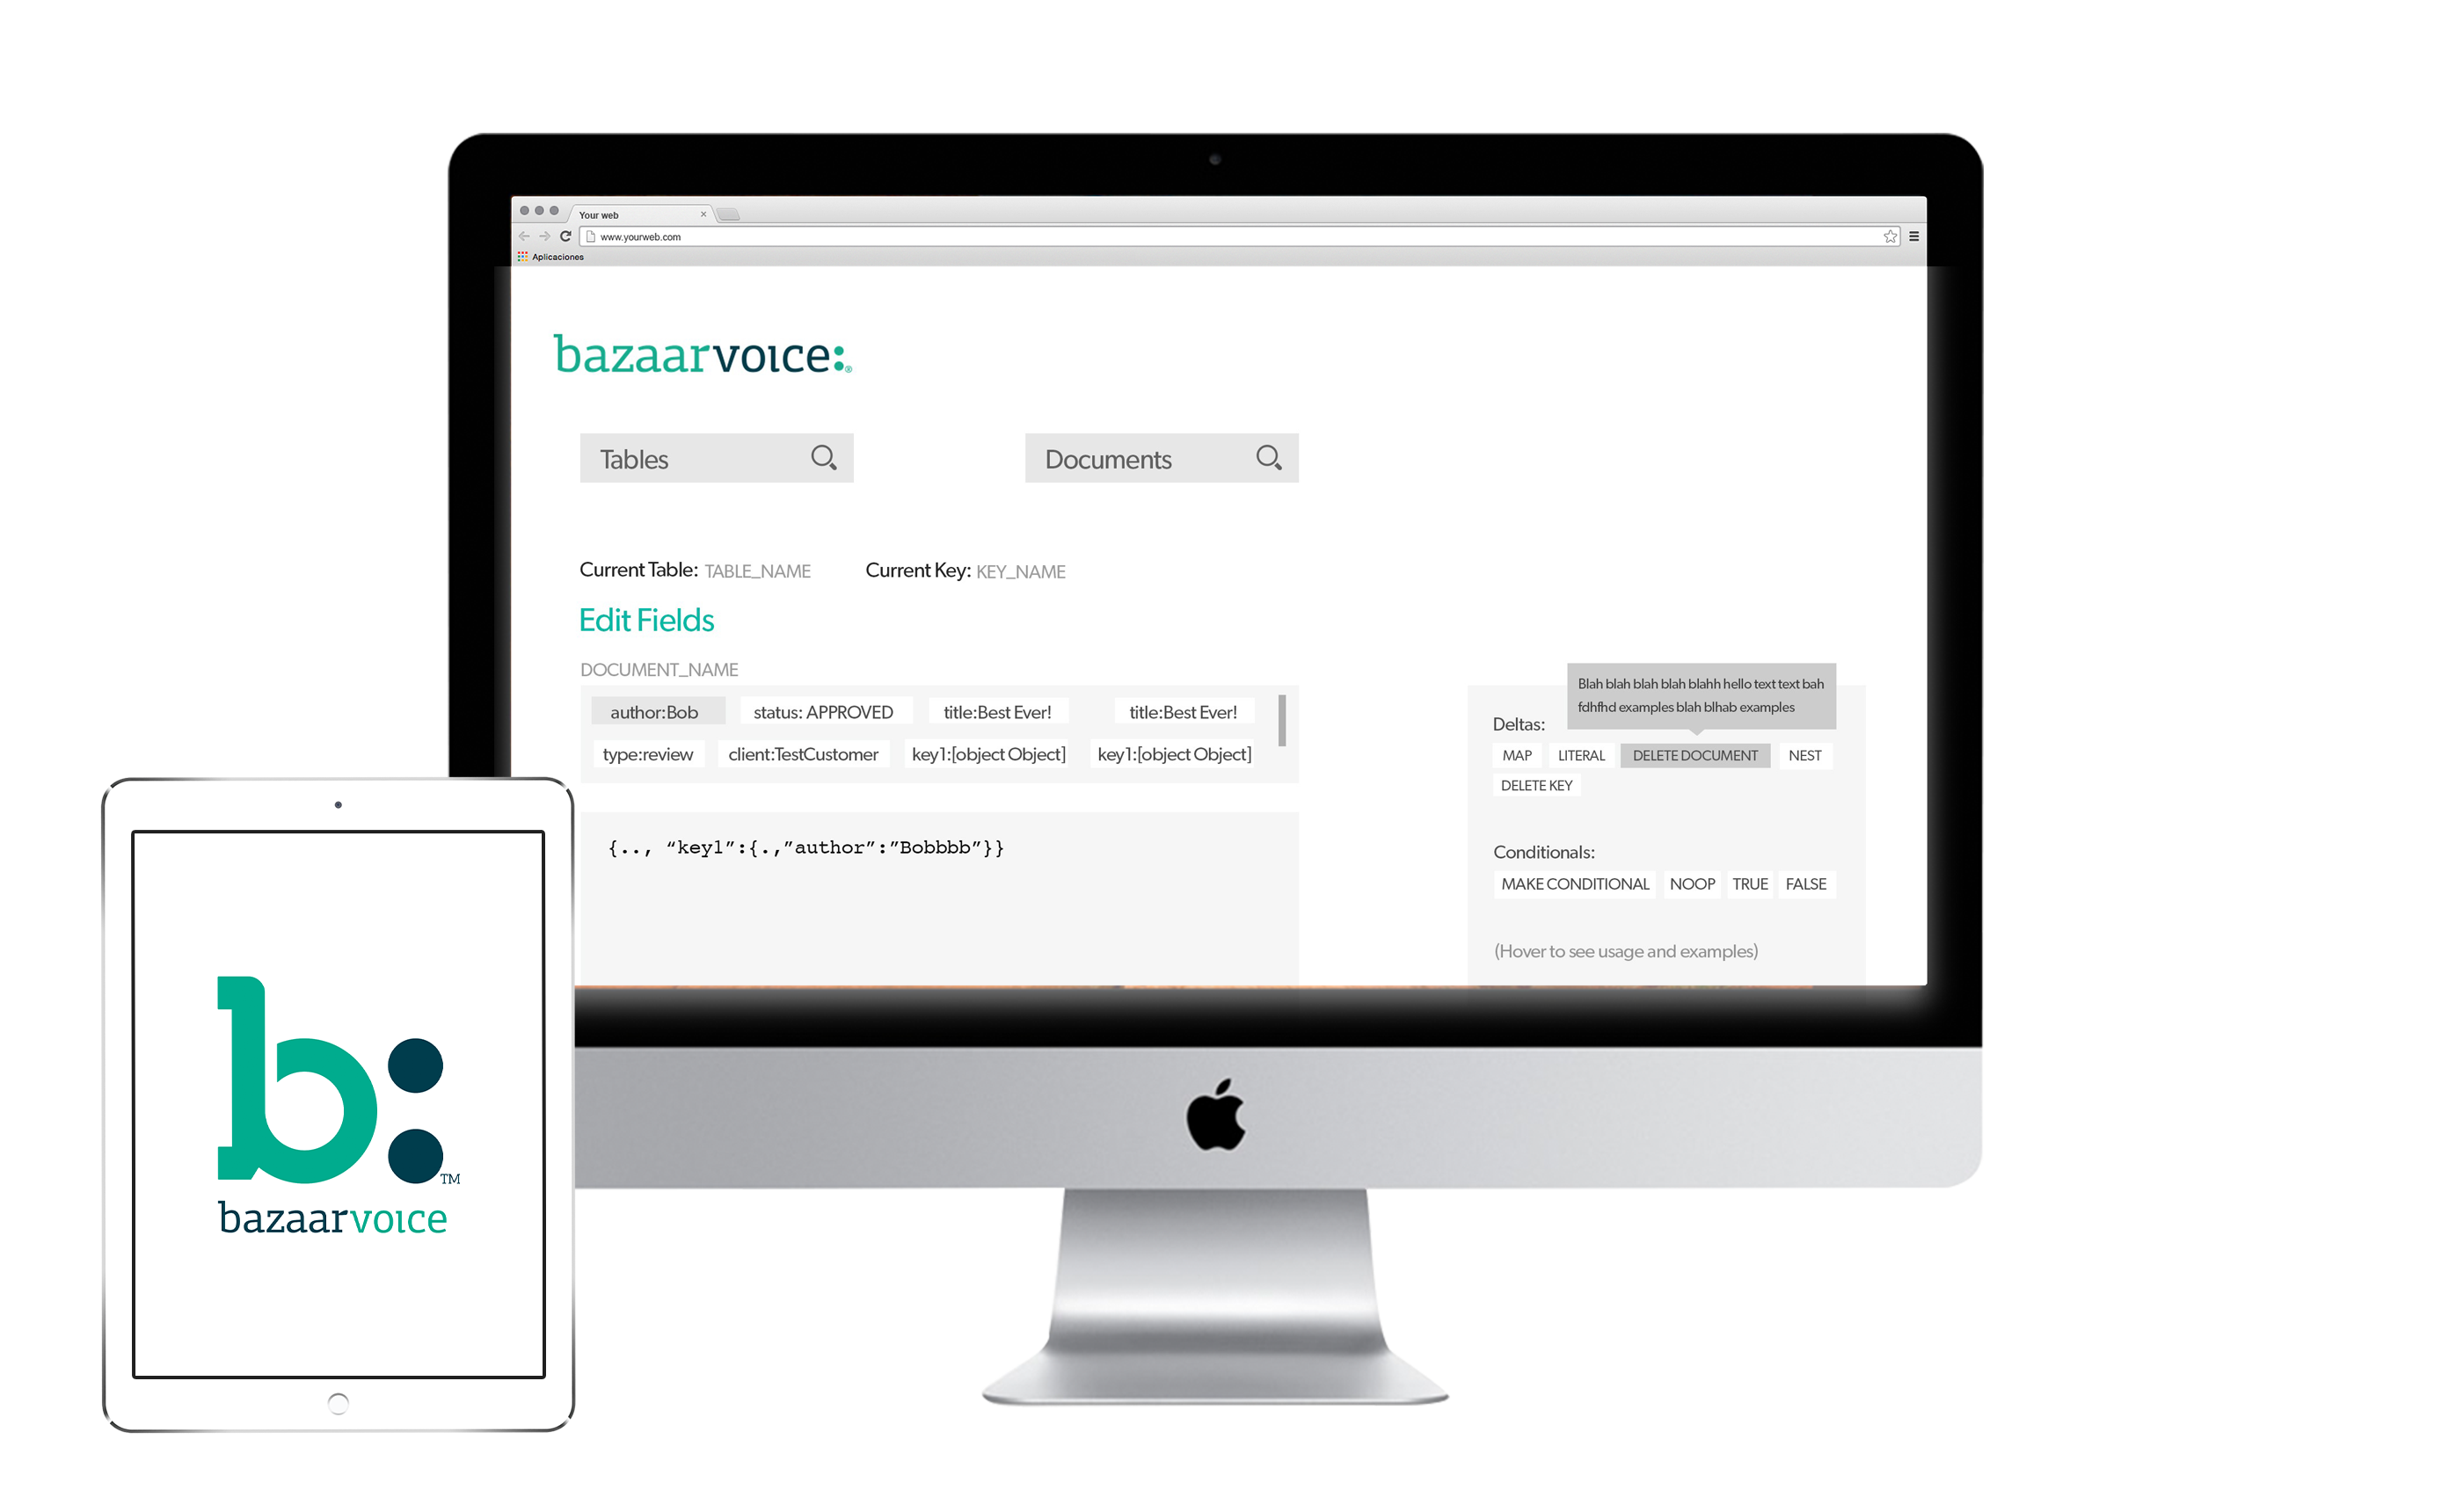 Your web
www.yourweb.com
Aplicaciones
bazaarvoıce:®
Tables
Documents
Current Table: TABLE_NAME
Current Key: KEY_NAME
Edit Fields
DOCUMENT_NAME
author:Bob status: APPROVED title:Best Ever! title:Best Ever!
type:review client:TestCustomer key1:[object Object] key1:[object Object]
{.., “key1”:{.,”author”:”Bobbbb”}}
Blah blah blah blah blahh hello text text bah
fdhfhd examples blah blhab examples
Deltas:
MAP LITERAL DELETE DOCUMENT NEST
DELETE KEY
Conditionals:
MAKE CONDITIONAL NOOP TRUE FALSE
(Hover to see usage and examples)
b:™
bazaarvoıce